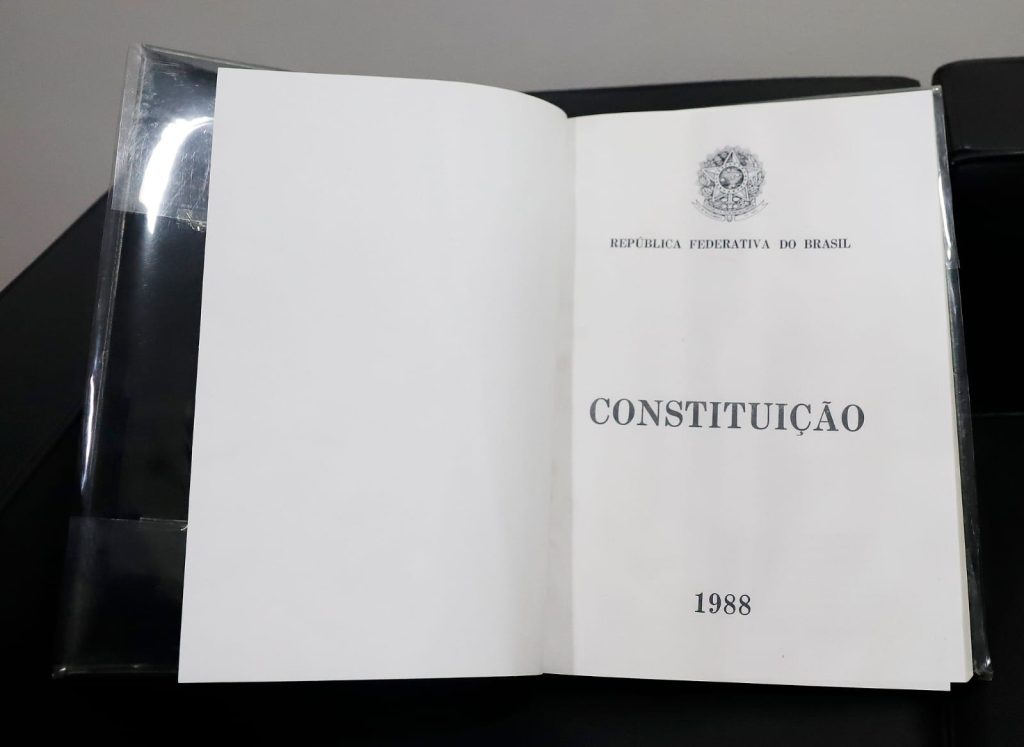 REPÚBLICA FEDERATIVA DO BRASIL
CONSTITUIÇÃO
1988